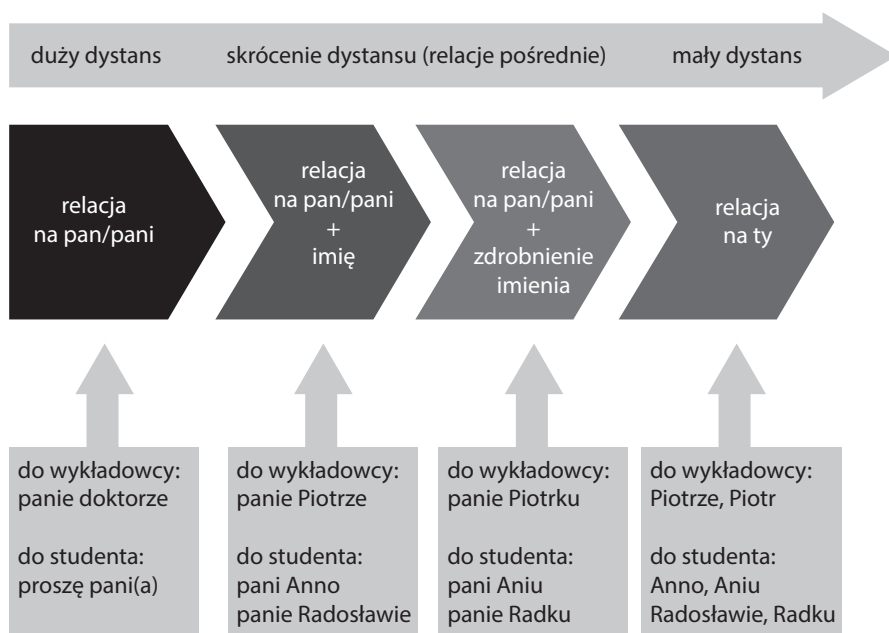 duży dystans
skrócenie dystansu (relacje pośrednie)
mały dystans
relacja
na pan/pani
relacja
na pan/pani
+
imię
relacja
na pan/pani
+
zdrobnienie
imienia
relacja
na ty
do wykładowcy:
panie doktorze
do studenta:
proszę pani(a)
do wykładowcy:
panie Piotrze
do studenta:
pani Anno
panie Radosławie
do wykładowcy:
panie Piotrku
do studenta:
pani Aniu
panie Radku
do wykładowcy:
Piotrze, Piotr
do studenta:
Anno, Aniu
Radosławie, Radku